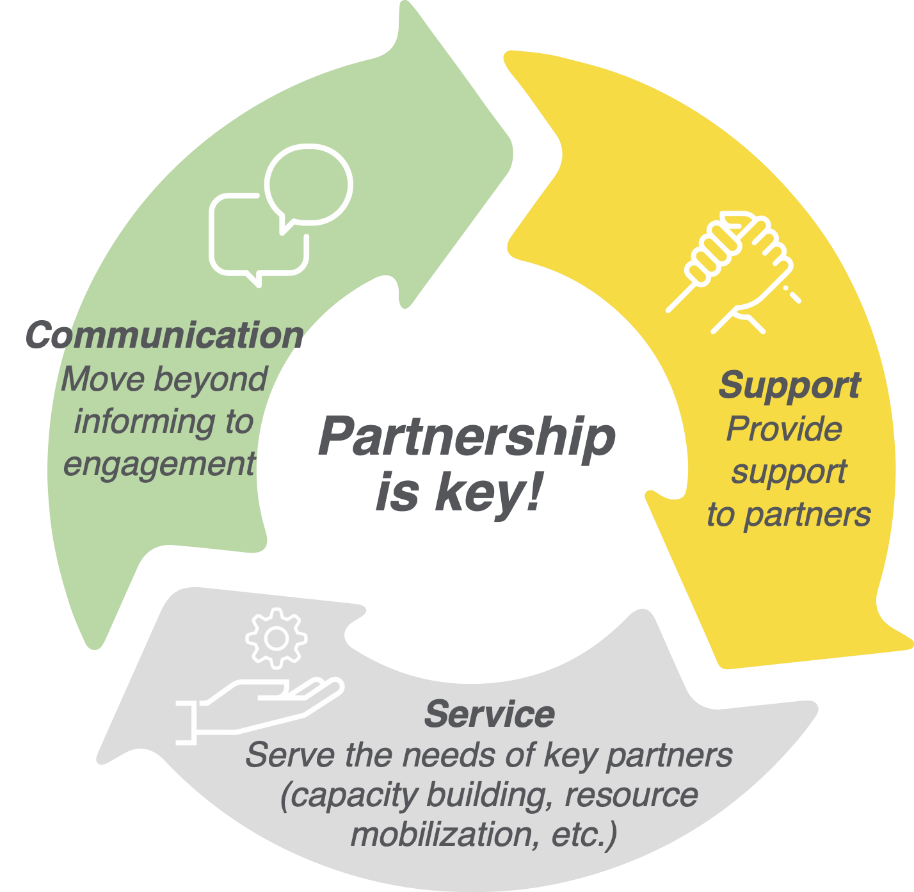 Communication
Move beyond
informing to
engagement
Partnership
is key!
Support
Provide
support
to partners
Service
Serve the needs of key partners
(capacity building, resource
mobilization, etc.)